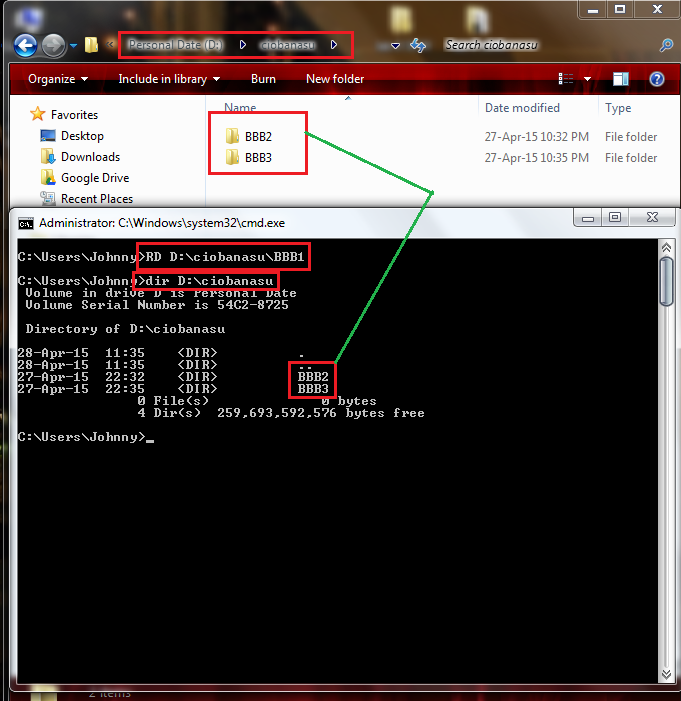 Personal Date (D:) ciobanasu
Search ciobanasu
Organize Include in library Burn New folder
Name Date modified Type
Favorites
Desktop
Downloads
Google Drive
Recent Places
BBB2 27-Apr-15 10:32 PM File folder
BBB3 27-Apr-15 10:35 PM File folder
Administrator: C:\Windows\system32\cmd.exe
C:\Users\Johnny>RD D:\ciobanasu\BBB1
C:\Users\Johnny>dir D:\ciobanasu
Volume in drive D is Personal Date
Volume Serial Number is 54C2-8725
Directory of D:\ciobanasu
28-Apr-15 11:35 <DIR> .
28-Apr-15 11:35 <DIR> ..
27-Apr-15 22:32 <DIR> BBB2
27-Apr-15 22:35 <DIR> BBB3
0 File(s) 0 bytes
4 Dir(s) 259,693,592,576 bytes free
C:\Users\Johnny>_
2 items